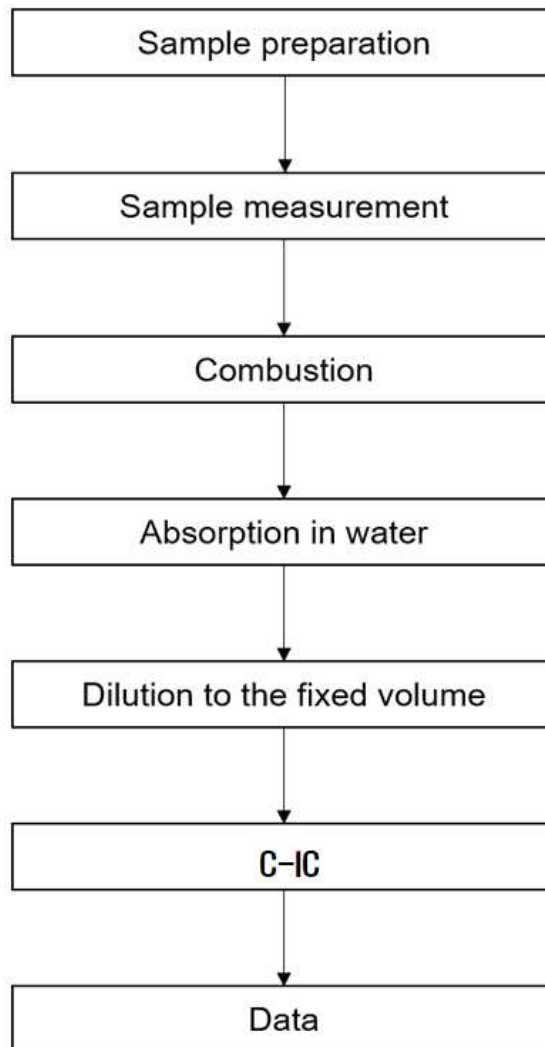 Sample preparation
Sample measurement
Combustion
Absorption in water
Dilution to the fixed volume
C-IC
Data